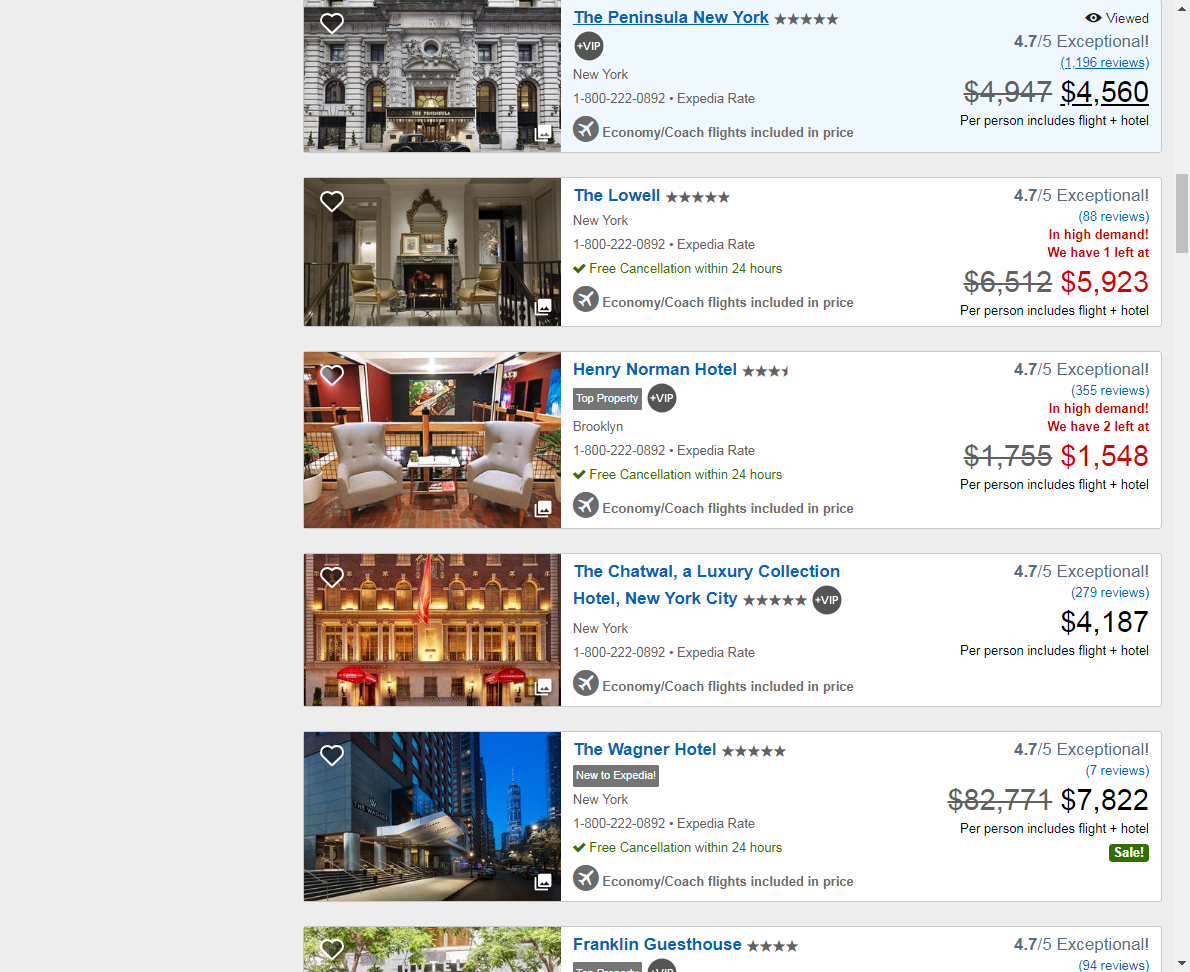 The Peninsula New York
Viewed
+VIP
4.7/5 Exceptional!
(1,196 reviews)
New York
$4,947 $4,560
1-800-222-0892 • Expedia Rate
Per person includes flight + hotel
Economy/Coach flights included in price
THE PENINSULA
The Lowell
4.7/5 Exceptional!
New York
(88 reviews)
In high demand!
1-800-222-0892 • Expedia Rate
We have 1 left at
Free Cancellation within 24 hours
$6,512 $5,923
Economy/Coach flights included in price
Per person includes flight + hotel
Henry Norman Hotel
4.7/5 Exceptional!
Top Property
+VIP
(355 reviews)
In high demand!
Brooklyn
We have 2 left at
1-800-222-0892 • Expedia Rate
$1,755 $1,548
Free Cancellation within 24 hours
Per person includes flight + hotel
Economy/Coach flights included in price
The Chatwal, a Luxury Collection
Hotel, New York City
+VIP
4.7/5 Exceptional!
(279 reviews)
New York
$4,187
1-800-222-0892 • Expedia Rate
Per person includes flight + hotel
Economy/Coach flights included in price
The Wagner Hotel
4.7/5 Exceptional!
New to Expedia!
(7 reviews)
New York
$82,771 $7,822
1-800-222-0892 • Expedia Rate
Per person includes flight + hotel
Free Cancellation within 24 hours
Sale!
Economy/Coach flights included in price
THE WAGNER
Franklin Guesthouse
4.7/5 Exceptional!
Top Property
+VIP
(94 reviews)